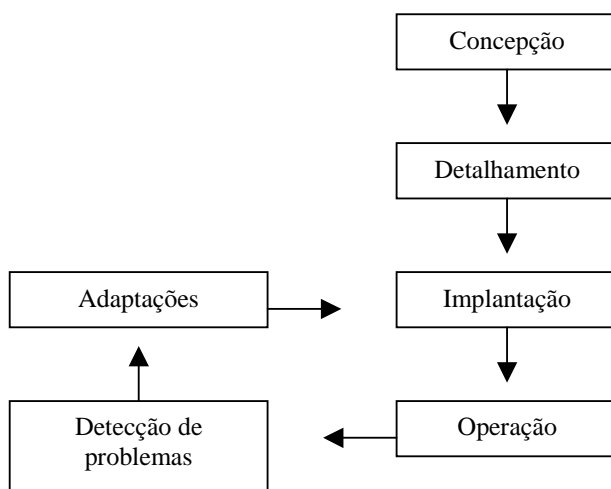 Concepção
Detalhamento
Adaptações
Implantação
Detecção de
problemas
Operação